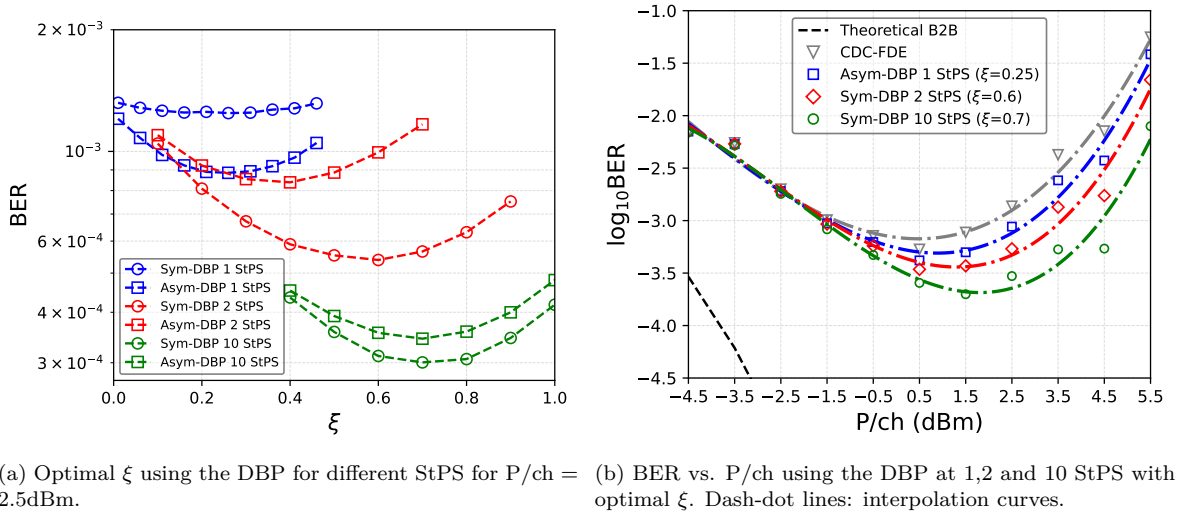 2 × 10⁻³
10⁻³
6 × 10⁻⁴
4 × 10⁻⁴
3 × 10⁻⁴
BER
Sym-DBP 1 StPS
Asym-DBP 1 StPS
Sym-DBP 2 StPS
Asym-DBP 2 StPS
Sym-DBP 10 StPS
Asym-DBP 10 StPS
0.0 0.2 0.4 0.6 0.8 1.0
ξ
(a) Optimal ξ using the DBP for different StPS for P/ch =
2.5dBm.
−1.0
−1.5
−2.0
−2.5
−3.0
−3.5
−4.0
−4.5
log₁₀BER
Theoretical B2B
CDC-FDE
Asym-DBP 1 StPS (ξ=0.25)
Sym-DBP 2 StPS (ξ=0.6)
Sym-DBP 10 StPS (ξ=0.7)
−4.5 −3.5 −2.5 −1.5 −0.5 0.5 1.5 2.5 3.5 4.5 5.5
P/ch (dBm)
(b) BER vs. P/ch using the DBP at 1,2 and 10 StPS with
optimal ξ. Dash-dot lines: interpolation curves.